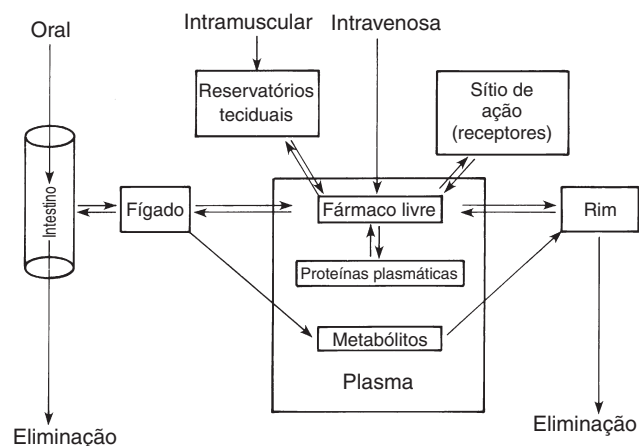 Oral
Intramuscular
Intravenosa
Reservatórios
teciduais
Sítio de
ação
(receptores)
Intestino
Fígado
Fármaco livre
Rim
Proteínas plasmáticas
Metabólitos
Plasma
Eliminação
Eliminação